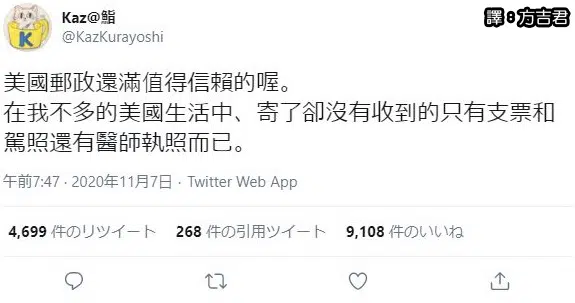 Kaz@鮨
@KazKurayoshi
譯:方吉君
K
美國郵政還滿值得信賴的喔。
在我不多的美國生活中、寄了卻沒有收到的只有支票和
駕照還有醫師執照而已。
午前7:47 · 2020年11月7日 · Twitter Web App
4,699 件のリツイート 268 件の引用ツイート 9,108 件のいいね